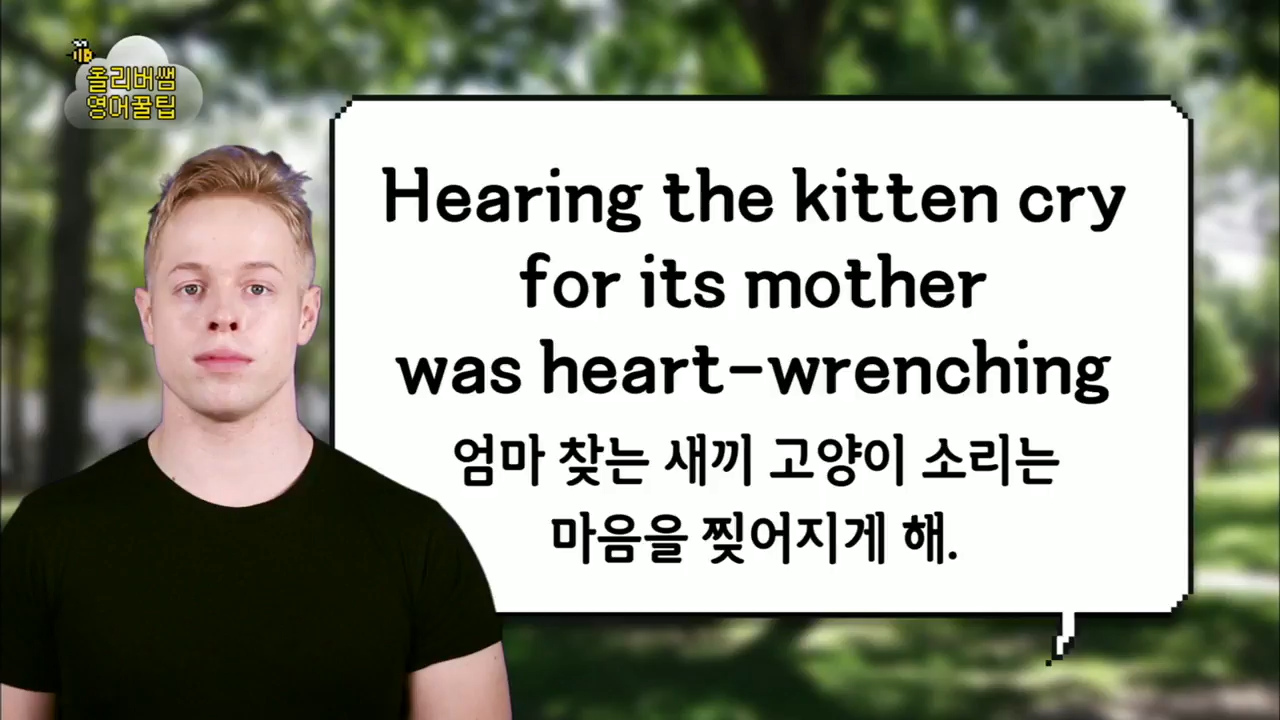 올리버쌤
영어꿀팁
Hearing the kitten cry
for its mother
was heart-wrenching
엄마 찾는 새끼 고양이 소리는
마음을 찢어지게 해.